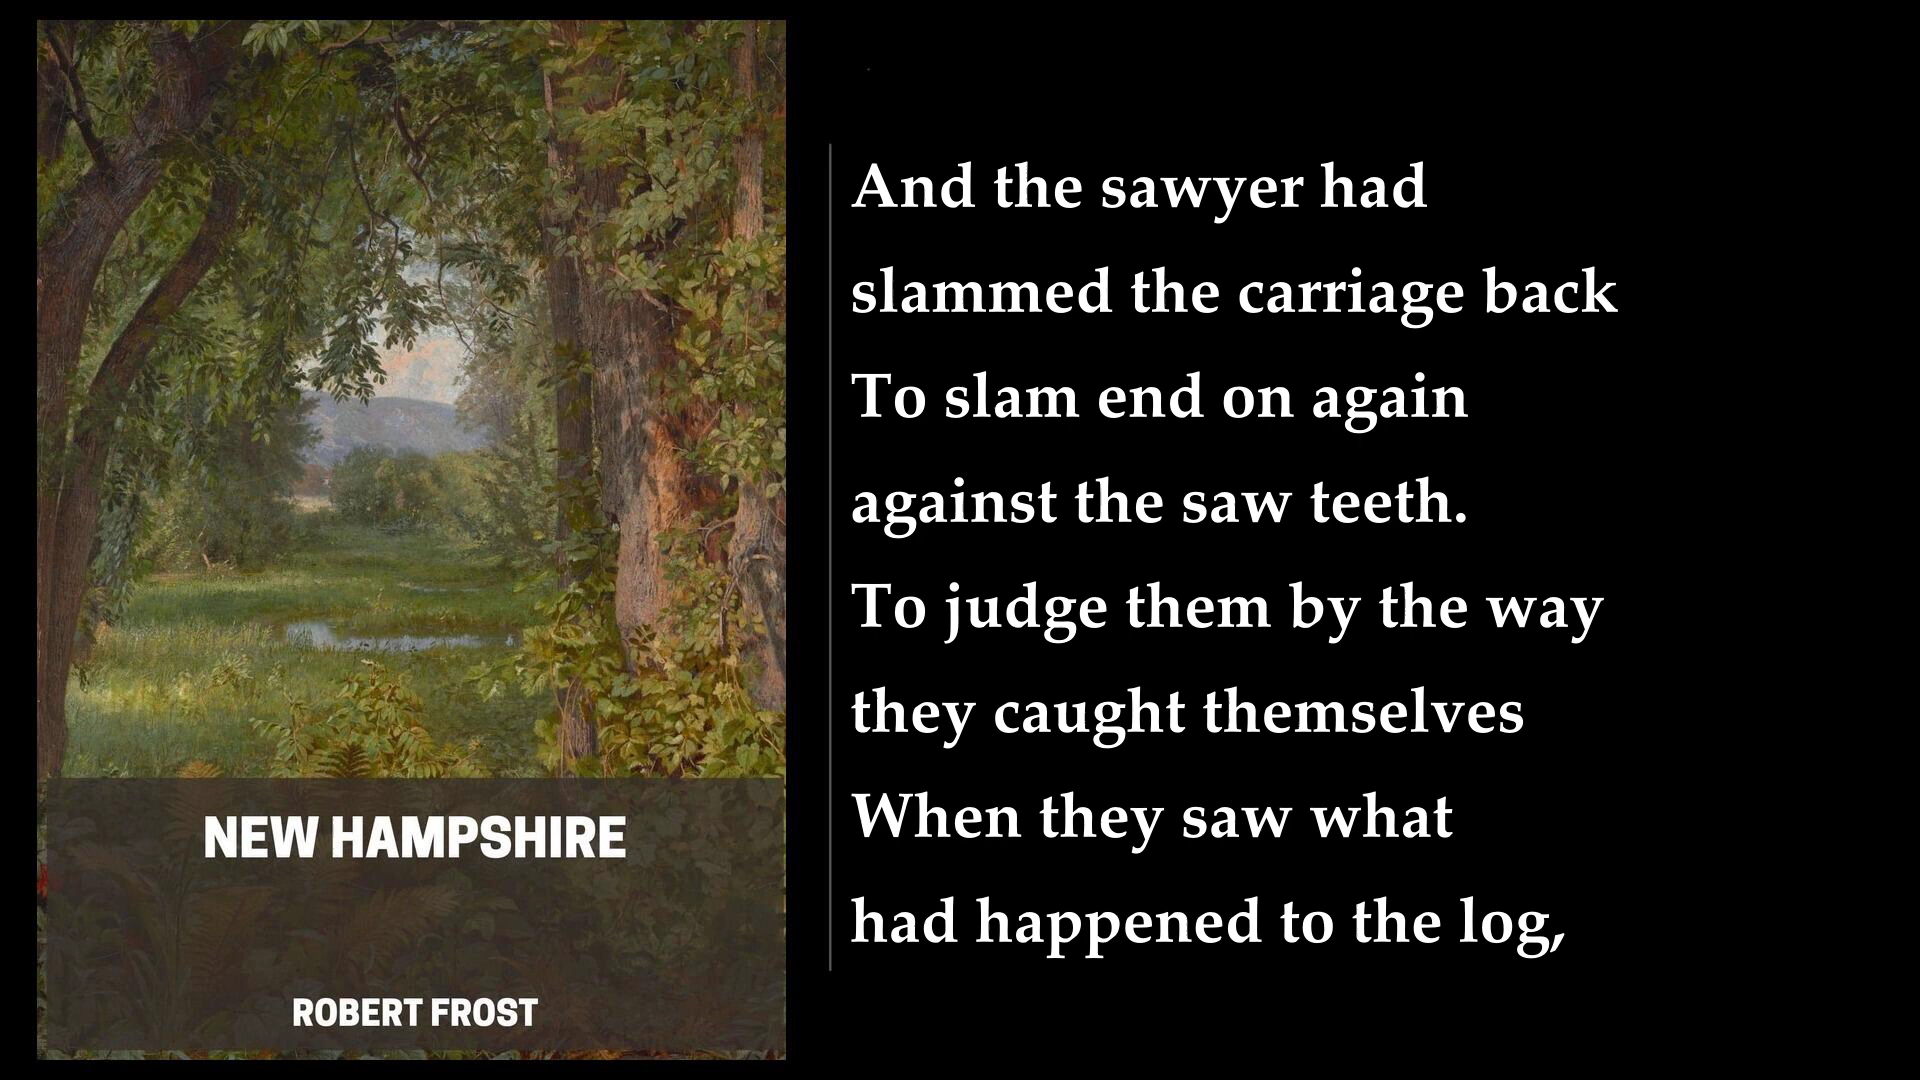 NEW HAMPSHIRE
ROBERT FROST
And the sawyer had
slammed the carriage back
To slam end on again
against the saw teeth.
To judge them by the way
they caught themselves
When they saw what
had happened to the log,